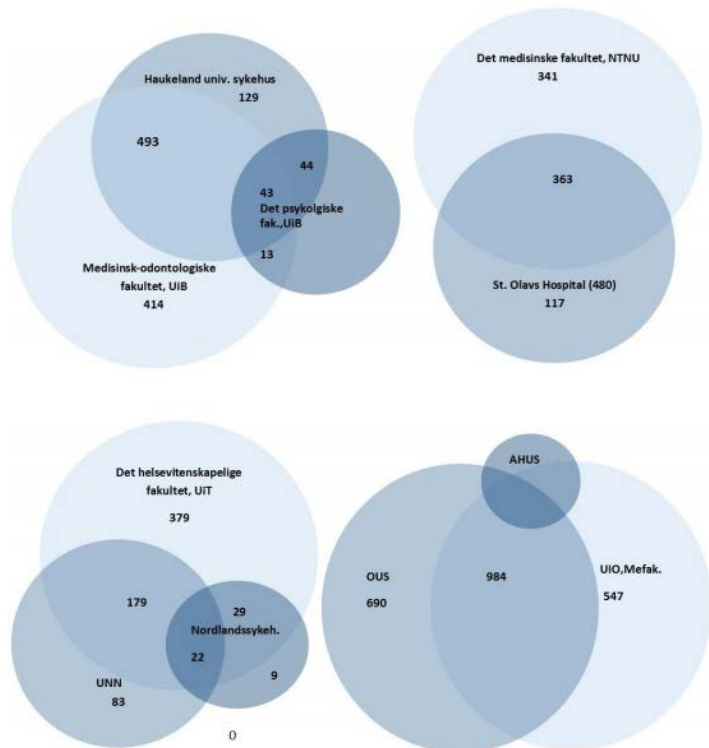 Haukeland univ. sykehus
129
493
44
43
Det psykolgiske
fak.,UiB
13
Medisinsk-odontologiske
fakultet, UiB
414
Det medisinske fakultet, NTNU
341
363
St. Olavs Hospital (480)
117
Det helsevitenskapelige
fakultet, UiT
379
179
29
Nordlandssykeh.
22
9
UNN
83
0
AHUS
OUS
690
984
UIO,Mefak.
547